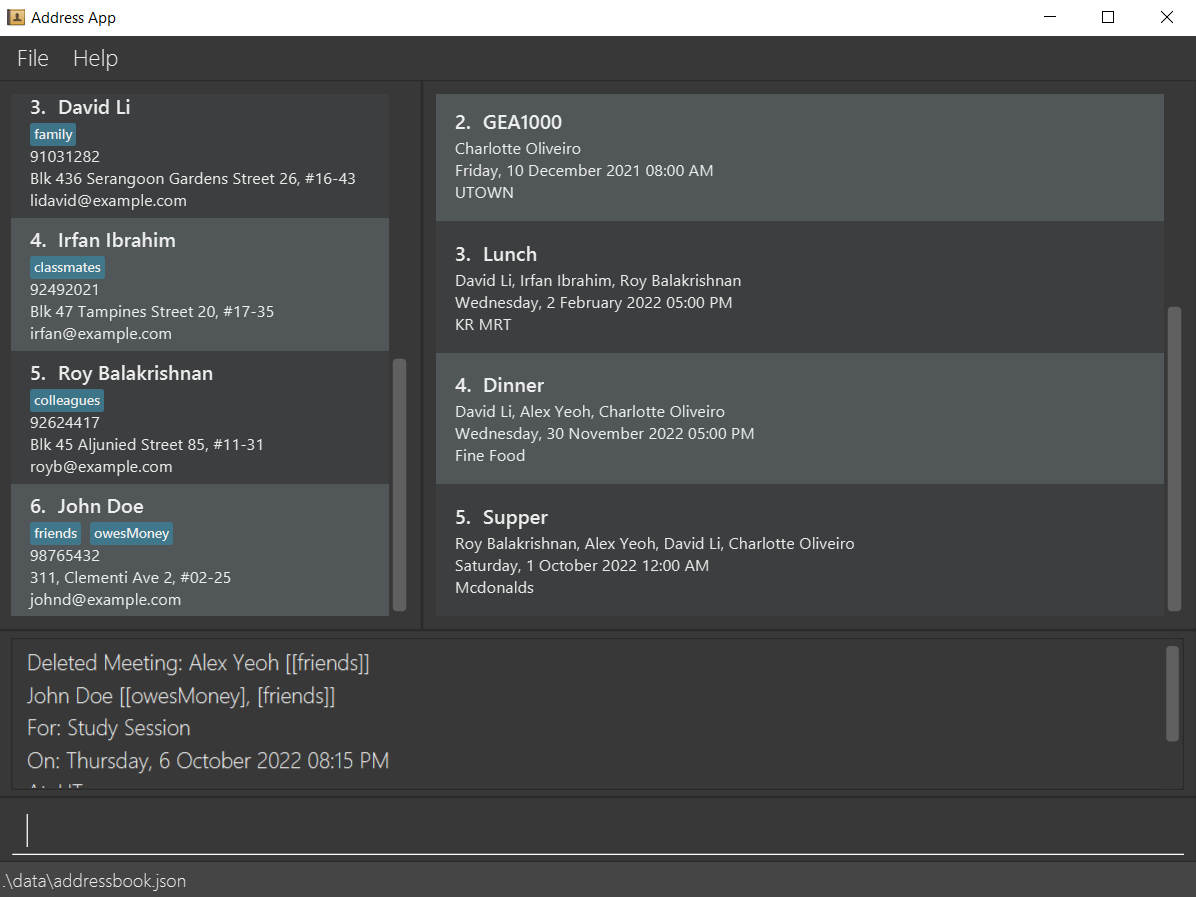 Address App
File Help
3. David Li
family
91031282
Blk 436 Serangoon Gardens Street 26, #16-43
lidavid@example.com
4. Irfan Ibrahim
classmates
92492021
Blk 47 Tampines Street 20, #17-35
irfan@example.com
5. Roy Balakrishnan
colleagues
92624417
Blk 45 Aljunied Street 85, #11-31
royb@example.com
6. John Doe
friends owesMoney
98765432
311, Clementi Ave 2, #02-25
johnd@example.com
2. GEA1000
Charlotte Oliveiro
Friday, 10 December 2021 08:00 AM
UTOWN
3. Lunch
David Li, Irfan Ibrahim, Roy Balakrishnan
Wednesday, 2 February 2022 05:00 PM
KR MRT
4. Dinner
David Li, Alex Yeoh, Charlotte Oliveiro
Wednesday, 30 November 2022 05:00 PM
Fine Food
5. Supper
Roy Balakrishnan, Alex Yeoh, David Li, Charlotte Oliveiro
Saturday, 1 October 2022 12:00 AM
Mcdonalds
Deleted Meeting: Alex Yeoh [[friends]]
John Doe [[owesMoney], [friends]]
For: Study Session
On: Thursday, 6 October 2022 08:15 PM
.\data\addressbook.json